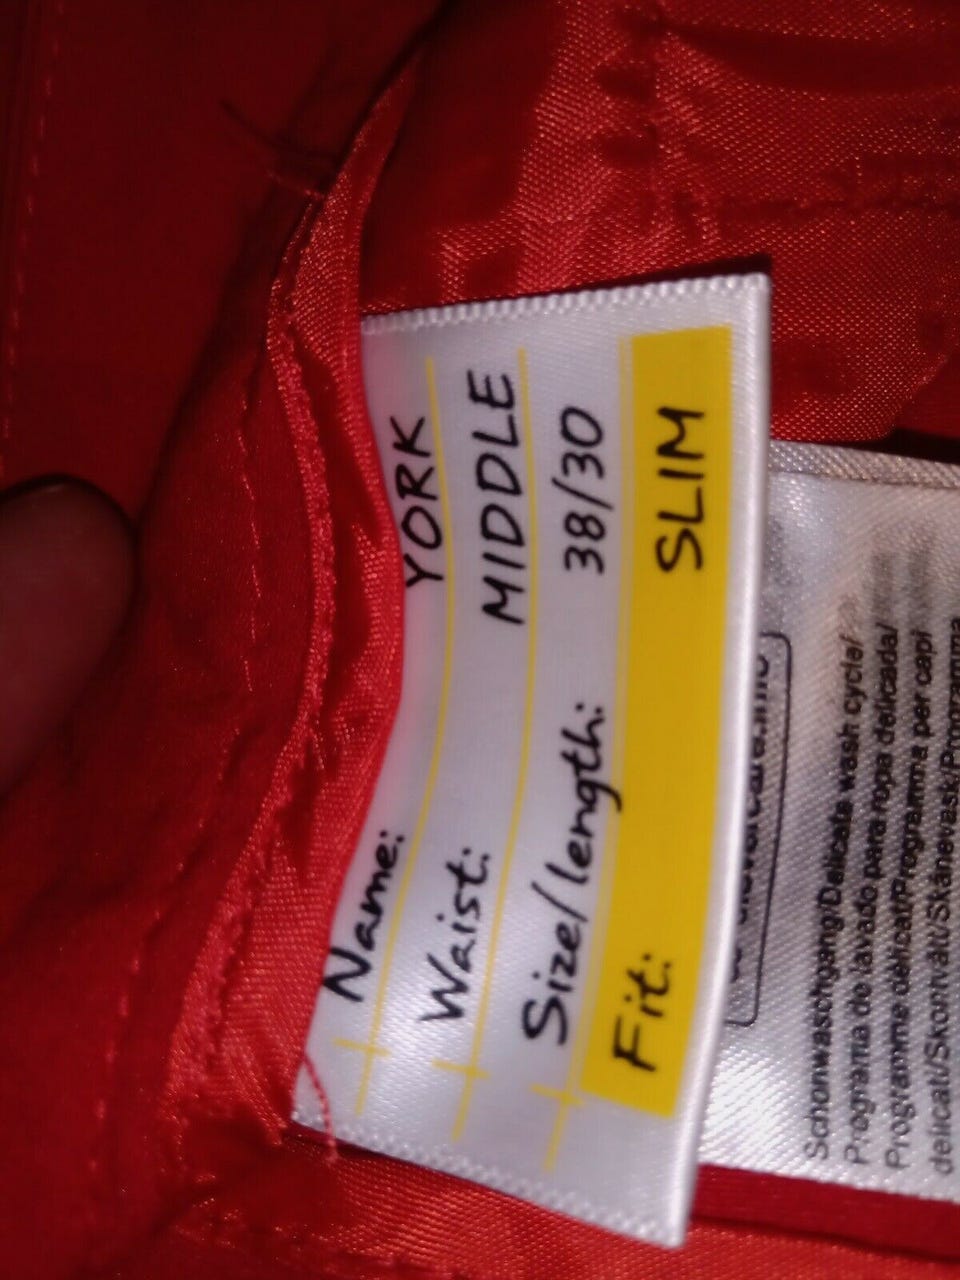 Name: YORK
Waist: MIDDLE
Size/length: 38/30
Fit: SLIM
Schonwaschgang/Delicate wash cycle/
Programa de lavado para ropa delicada/
Programme délicat/Programma per capi
delicati/Skontvätt/Skånevask/Programma